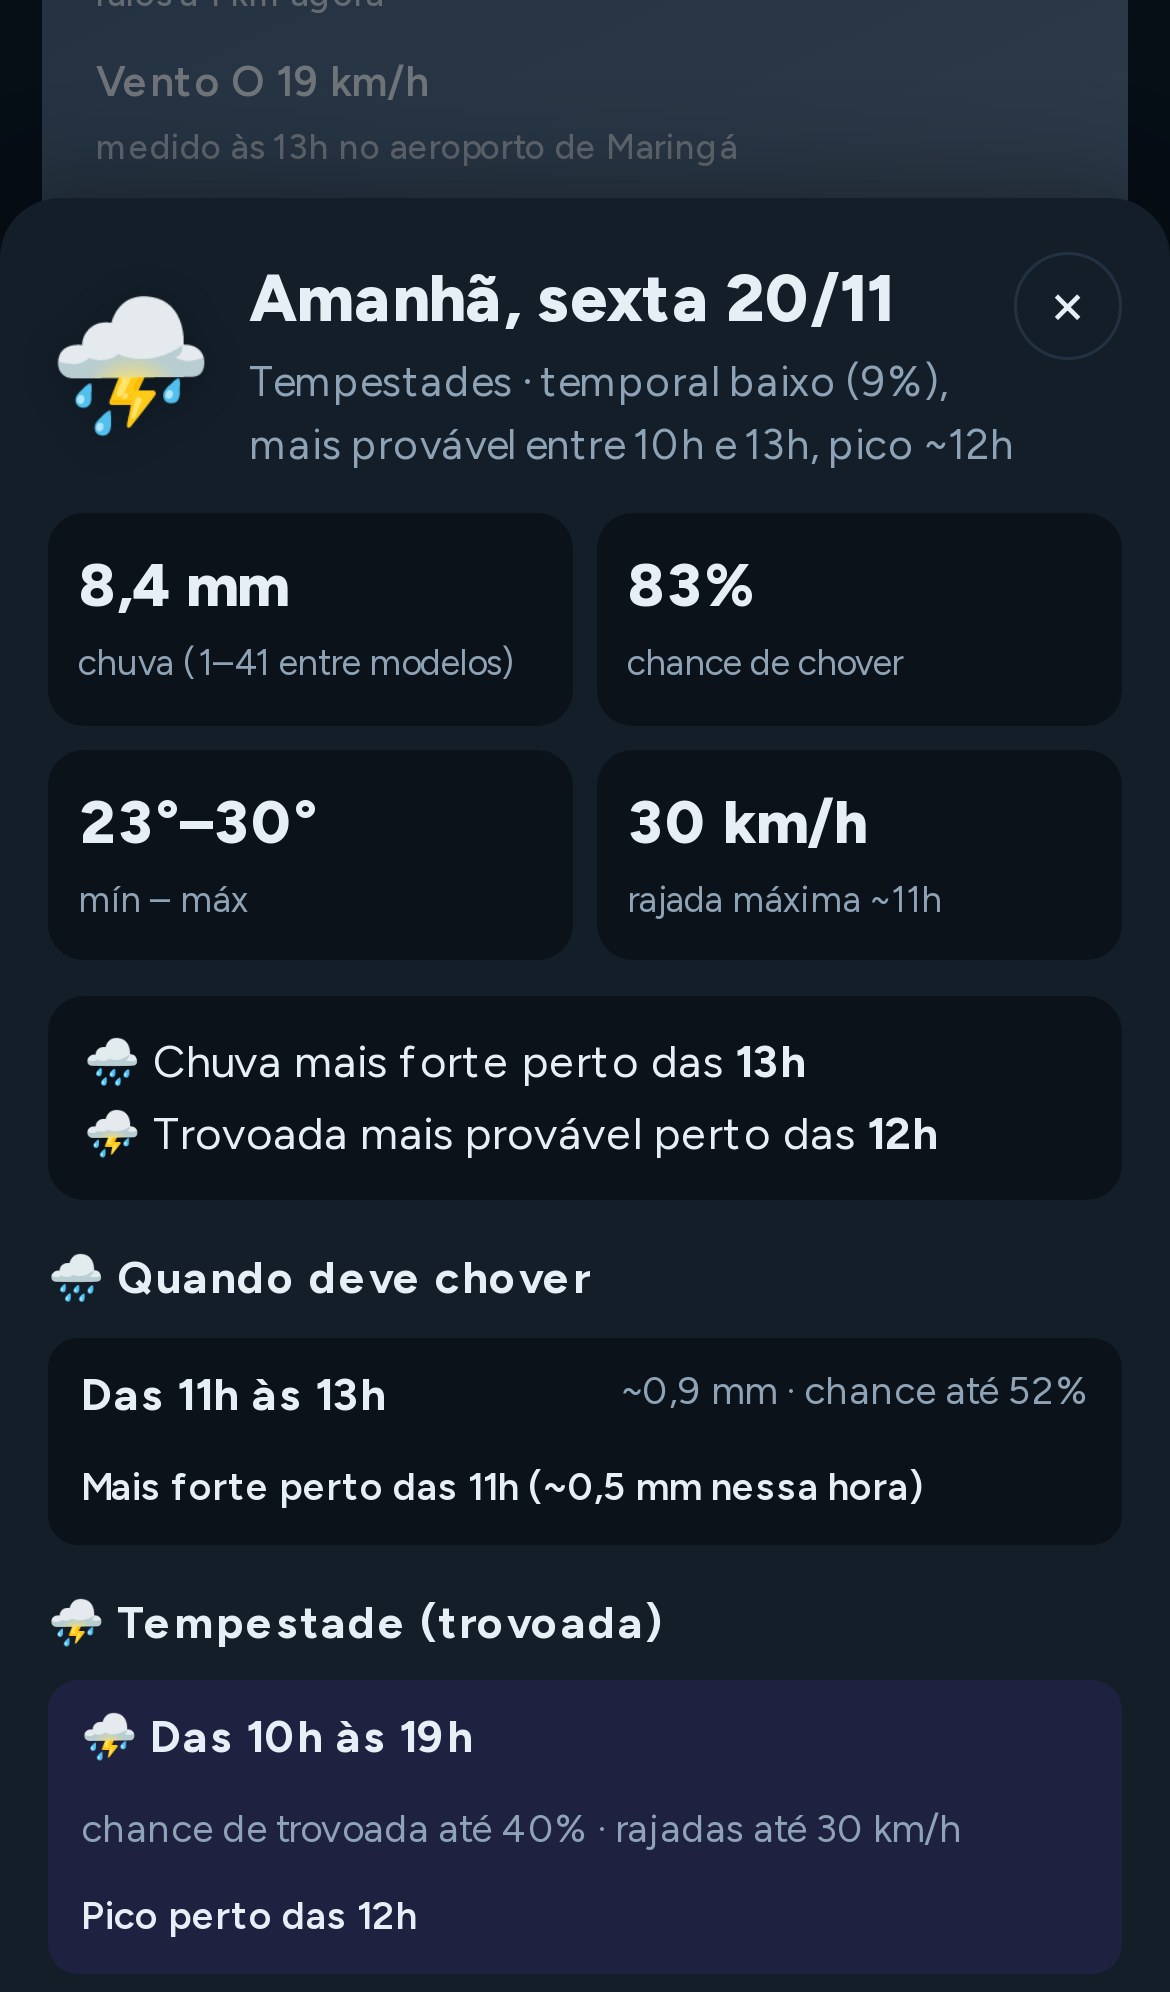 raios a 1 km agora
Vento O 19 km/h
medido às 13h no aeroporto de Maringá
Amanhã, sexta 20/11
Tempestades · temporal baixo (9%),
mais provável entre 10h e 13h, pico ~12h
8,4 mm
chuva (1–41 entre modelos)
83%
chance de chover
23°–30°
mín – máx
30 km/h
rajada máxima ~11h
Chuva mais forte perto das 13h
Trovoada mais provável perto das 12h
Quando deve chover
Das 11h às 13h
~0,9 mm · chance até 52%
Mais forte perto das 11h (~0,5 mm nessa hora)
Tempestade (trovoada)
Das 10h às 19h
chance de trovoada até 40% · rajadas até 30 km/h
Pico perto das 12h